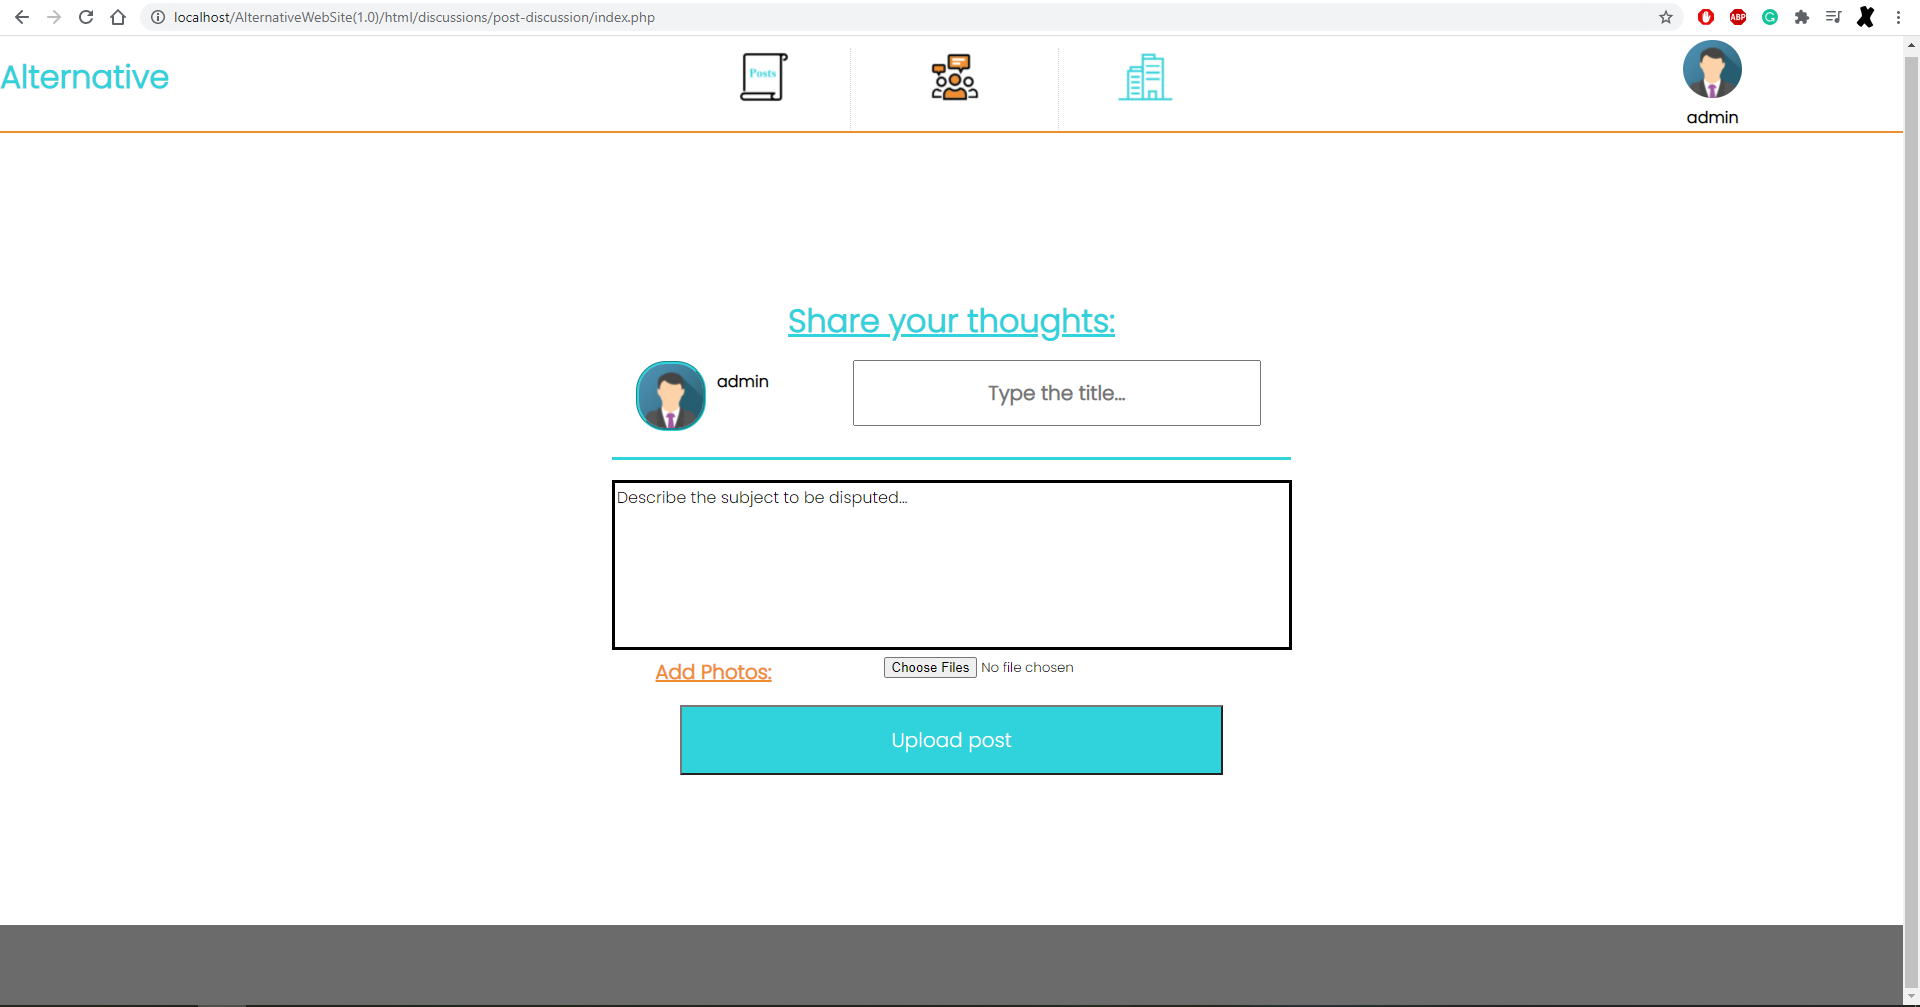 localhost/AlternativeWebSite(1.0)/html/discussions/post-discussion/index.php
ABP
Alternative
Posts
admin
Share your thoughts:
admin
Type the title...
Describe the subject to be disputed...
Add Photos:
Choose Files No file chosen
Upload post